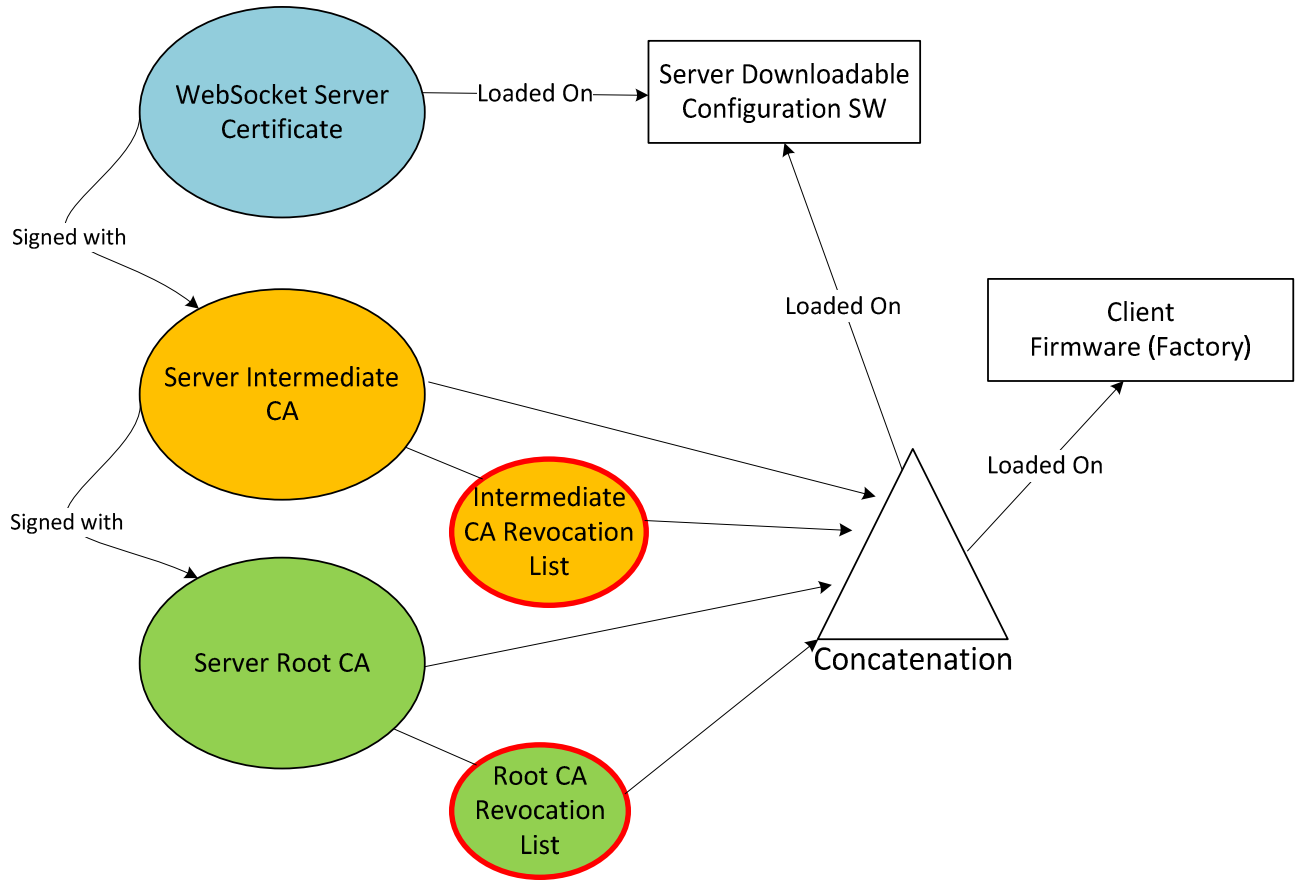 WebSocket Server
Certificate
Loaded On
Server Downloadable
Configuration SW
Signed with
Loaded On
Client
Firmware (Factory)
Server Intermediate
CA
Loaded On
Intermediate
CA Revocation
List
Signed with
Server Root CA
Concatenation
Root CA
Revocation
List